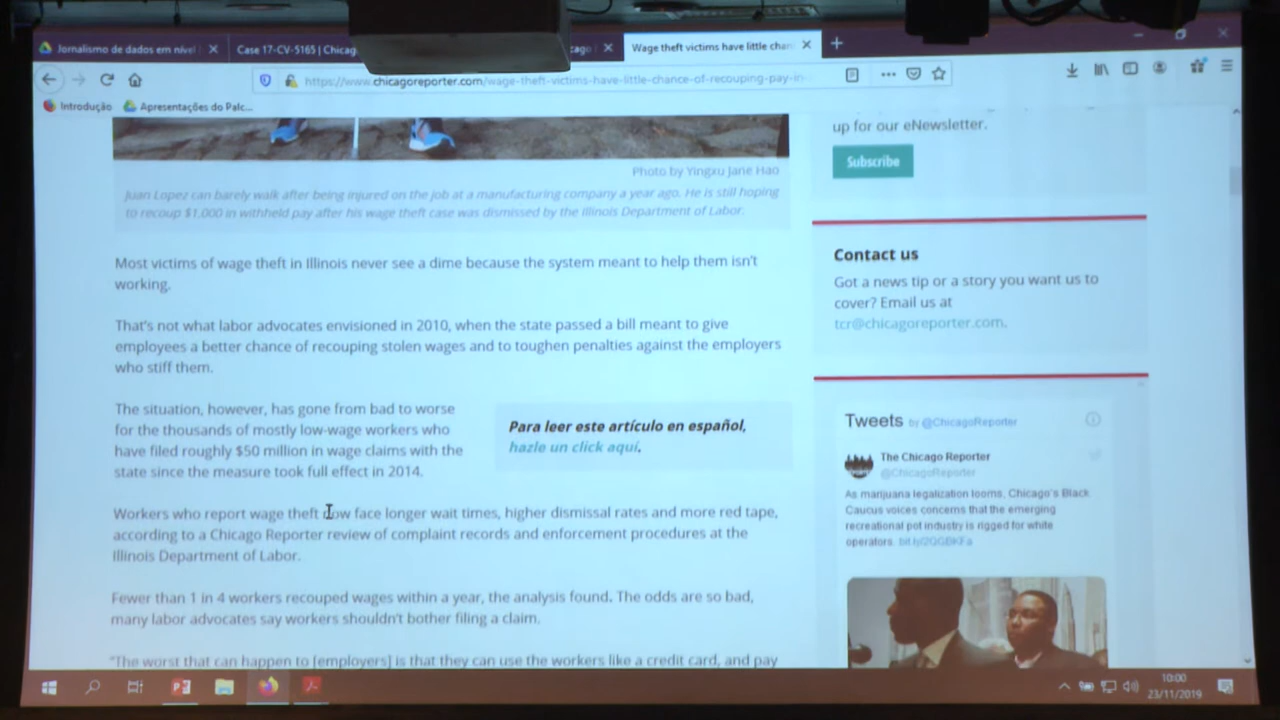 Jornalismo de dados em nível
Case 17-CV-5165 | Chicag
cago
Wage theft victims have little chan
https://www.chicagoreporter.com/wage-theft-victims-have-little-chance-of-recouping-pay-in-
Introdução
Apresentações do Palc...
Photo by Yingxu Jane Hao
Juan Lopez can barely walk after being injured on the job at a manufacturing company a year ago. He is still hoping
to recoup $1,000 in withheld pay after his wage theft case was dismissed by the Illinois Department of Labor.
Most victims of wage theft in Illinois never see a dime because the system meant to help them isn't
working.
That's not what labor advocates envisioned in 2010, when the state passed a bill meant to give
employees a better chance of recouping stolen wages and to toughen penalties against the employers
who stiff them.
The situation, however, has gone from bad to worse
for the thousands of mostly low-wage workers who
have filed roughly $50 million in wage claims with the
state since the measure took full effect in 2014.
Para leer este artículo en español,
hazle un click aquí.
Workers who report wage theft now face longer wait times, higher dismissal rates and more red tape,
according to a Chicago Reporter review of complaint records and enforcement procedures at the
Illinois Department of Labor.
Fewer than 1 in 4 workers recouped wages within a year, the analysis found. The odds are so bad,
many labor advocates say workers shouldn't bother filing a claim.
"The worst that can happen to [employers] is that they can use the workers like a credit card, and pay
up for our eNewsletter.
Subscribe
Contact us
Got a news tip or a story you want us to
cover? Email us at
tcr@chicagoreporter.com.
Tweets by @ChicagoReporter
The Chicago Reporter
@ChicagoReporter
As marijuana legalization looms, Chicago's Black
Caucus voices concerns that the emerging
recreational pot industry is rigged for white
operators.
10:00
23/11/2019